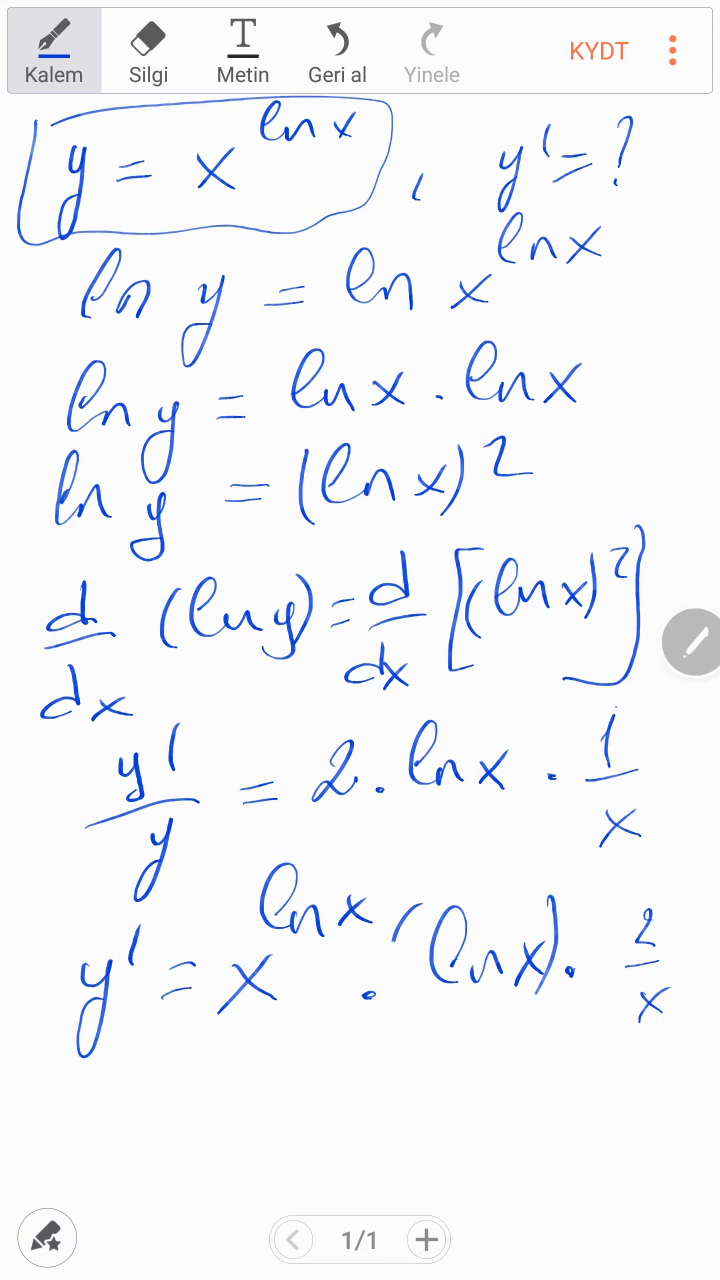 Kalem Silgi Metin Geri al Yinele KYDT
y = x^(ln x) , y' = ?
ln y = ln x^(ln x)
ln y = ln x . ln x
ln y = (ln x)^2
d/dx (ln y) = d/dx [(ln x)^2]
y'/y = 2 . ln x . 1/x
y' = x^(ln x) . (ln x) . 2/x
1/1